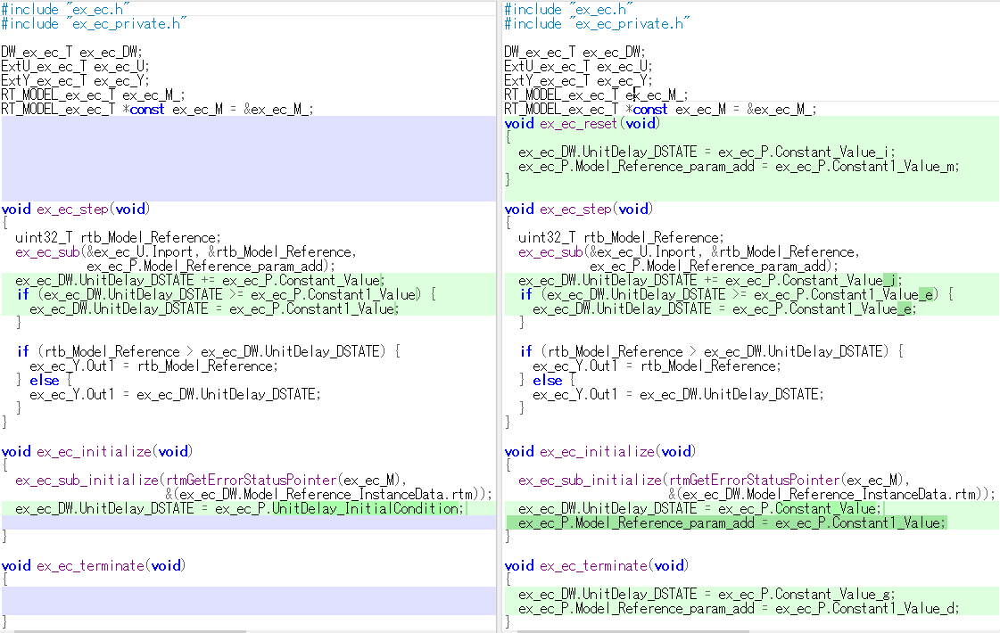 #include "ex_ec.h"
#include "ex_ec_private.h"
DW_ex_ec_T ex_ec_DW;
ExtU_ex_ec_T ex_ec_U;
ExtY_ex_ec_T ex_ec_Y;
RT_MODEL_ex_ec_T ex_ec_M_;
RT_MODEL_ex_ec_T *const ex_ec_M = &ex_ec_M_;
void ex_ec_step(void)
{
  uint32_T rtb_Model_Reference;
  ex_ec_sub(&ex_ec_U.Inport, &rtb_Model_Reference,
            ex_ec_P.Model_Reference_param_add);
  ex_ec_DW.UnitDelay_DSTATE += ex_ec_P.Constant_Value;
  if (ex_ec_DW.UnitDelay_DSTATE >= ex_ec_P.Constant1_Value) {
    ex_ec_DW.UnitDelay_DSTATE = ex_ec_P.Constant1_Value;
  }
  if (rtb_Model_Reference > ex_ec_DW.UnitDelay_DSTATE) {
    ex_ec_Y.Out1 = rtb_Model_Reference;
  } else {
    ex_ec_Y.Out1 = ex_ec_DW.UnitDelay_DSTATE;
  }
}
void ex_ec_initialize(void)
{
  ex_ec_sub_initialize(rtmGetErrorStatusPointer(ex_ec_M),
                       &(ex_ec_DW.Model_Reference_InstanceData.rtm));
  ex_ec_DW.UnitDelay_DSTATE = ex_ec_P.UnitDelay_InitialCondition;
}
void ex_ec_terminate(void)
{
}
#include "ex_ec.h"
#include "ex_ec_private.h"
DW_ex_ec_T ex_ec_DW;
ExtU_ex_ec_T ex_ec_U;
ExtY_ex_ec_T ex_ec_Y;
RT_MODEL_ex_ec_T ex_ec_M_;
RT_MODEL_ex_ec_T *const ex_ec_M = &ex_ec_M_;
void ex_ec_reset(void)
{
  ex_ec_DW.UnitDelay_DSTATE = ex_ec_P.Constant_Value_i;
  ex_ec_P.Model_Reference_param_add = ex_ec_P.Constant1_Value_m;
}
void ex_ec_step(void)
{
  uint32_T rtb_Model_Reference;
  ex_ec_sub(&ex_ec_U.Inport, &rtb_Model_Reference,
            ex_ec_P.Model_Reference_param_add);
  ex_ec_DW.UnitDelay_DSTATE += ex_ec_P.Constant_Value_j;
  if (ex_ec_DW.UnitDelay_DSTATE >= ex_ec_P.Constant1_Value_e) {
    ex_ec_DW.UnitDelay_DSTATE = ex_ec_P.Constant1_Value_e;
  }
  if (rtb_Model_Reference > ex_ec_DW.UnitDelay_DSTATE) {
    ex_ec_Y.Out1 = rtb_Model_Reference;
  } else {
    ex_ec_Y.Out1 = ex_ec_DW.UnitDelay_DSTATE;
  }
}
void ex_ec_initialize(void)
{
  ex_ec_sub_initialize(rtmGetErrorStatusPointer(ex_ec_M),
                       &(ex_ec_DW.Model_Reference_InstanceData.rtm));
  ex_ec_DW.UnitDelay_DSTATE = ex_ec_P.Constant_Value;
  ex_ec_P.Model_Reference_param_add = ex_ec_P.Constant1_Value;
}
void ex_ec_terminate(void)
{
  ex_ec_DW.UnitDelay_DSTATE = ex_ec_P.Constant_Value_g;
  ex_ec_P.Model_Reference_param_add = ex_ec_P.Constant1_Value_d;
}